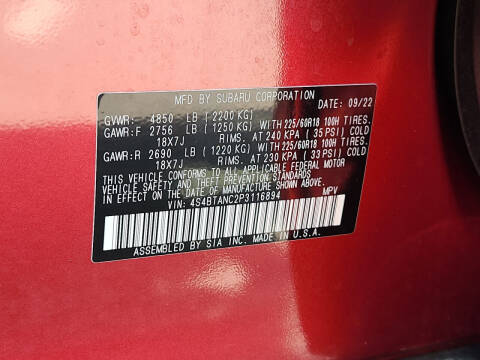 MFD BY SUBARU CORPORATION DATE: 09/22
GVWR: 4850 LB (2200 KG)
GAWR:F 2756 LB (1250 KG) WITH 225/60R18 100H TIRES.
18X7J RIMS. AT 240 KPA (35 PSI) COLD
GAWR:R 2690 LB (1220 KG) WITH 225/60R18 100H TIRES.
18X7J RIMS. AT 230 KPA (33 PSI) COLD
THIS VEHICLE CONFORMS TO ALL APPLICABLE FEDERAL MOTOR
VEHICLE SAFETY AND THEFT PREVENTION STANDARDS
IN EFFECT ON THE DATE OF MANUFACTURE SHOWN ABOVE.
VIN: 4S4BTANC2P3116894 MPV
ASSEMBLED BY SIA INC. MADE IN U.S.A.